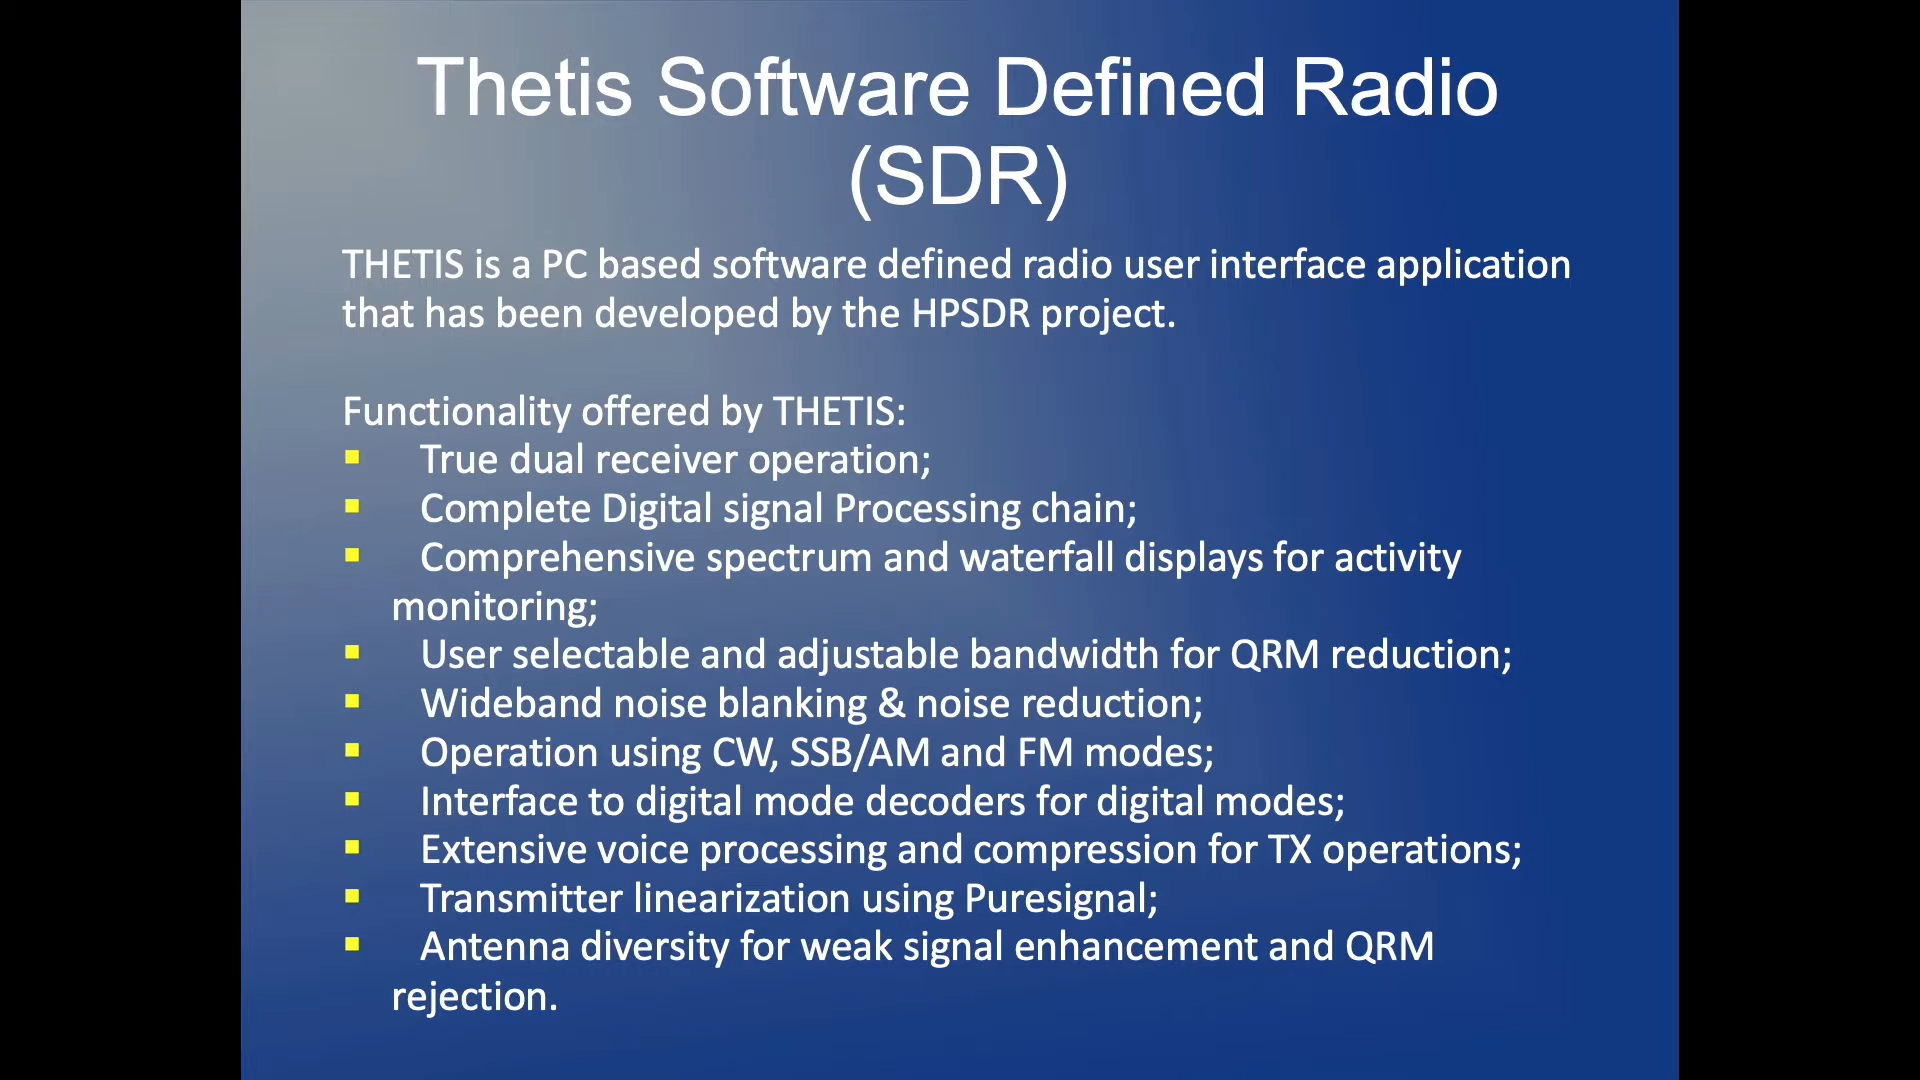 Thetis Software Defined Radio
(SDR)
THETIS is a PC based software defined radio user interface application
that has been developed by the HPSDR project.
Functionality offered by THETIS:
▪ True dual receiver operation;
▪ Complete Digital signal Processing chain;
▪ Comprehensive spectrum and waterfall displays for activity
monitoring;
▪ User selectable and adjustable bandwidth for QRM reduction;
▪ Wideband noise blanking & noise reduction;
▪ Operation using CW, SSB/AM and FM modes;
▪ Interface to digital mode decoders for digital modes;
▪ Extensive voice processing and compression for TX operations;
▪ Transmitter linearization using Puresignal;
▪ Antenna diversity for weak signal enhancement and QRM
rejection.